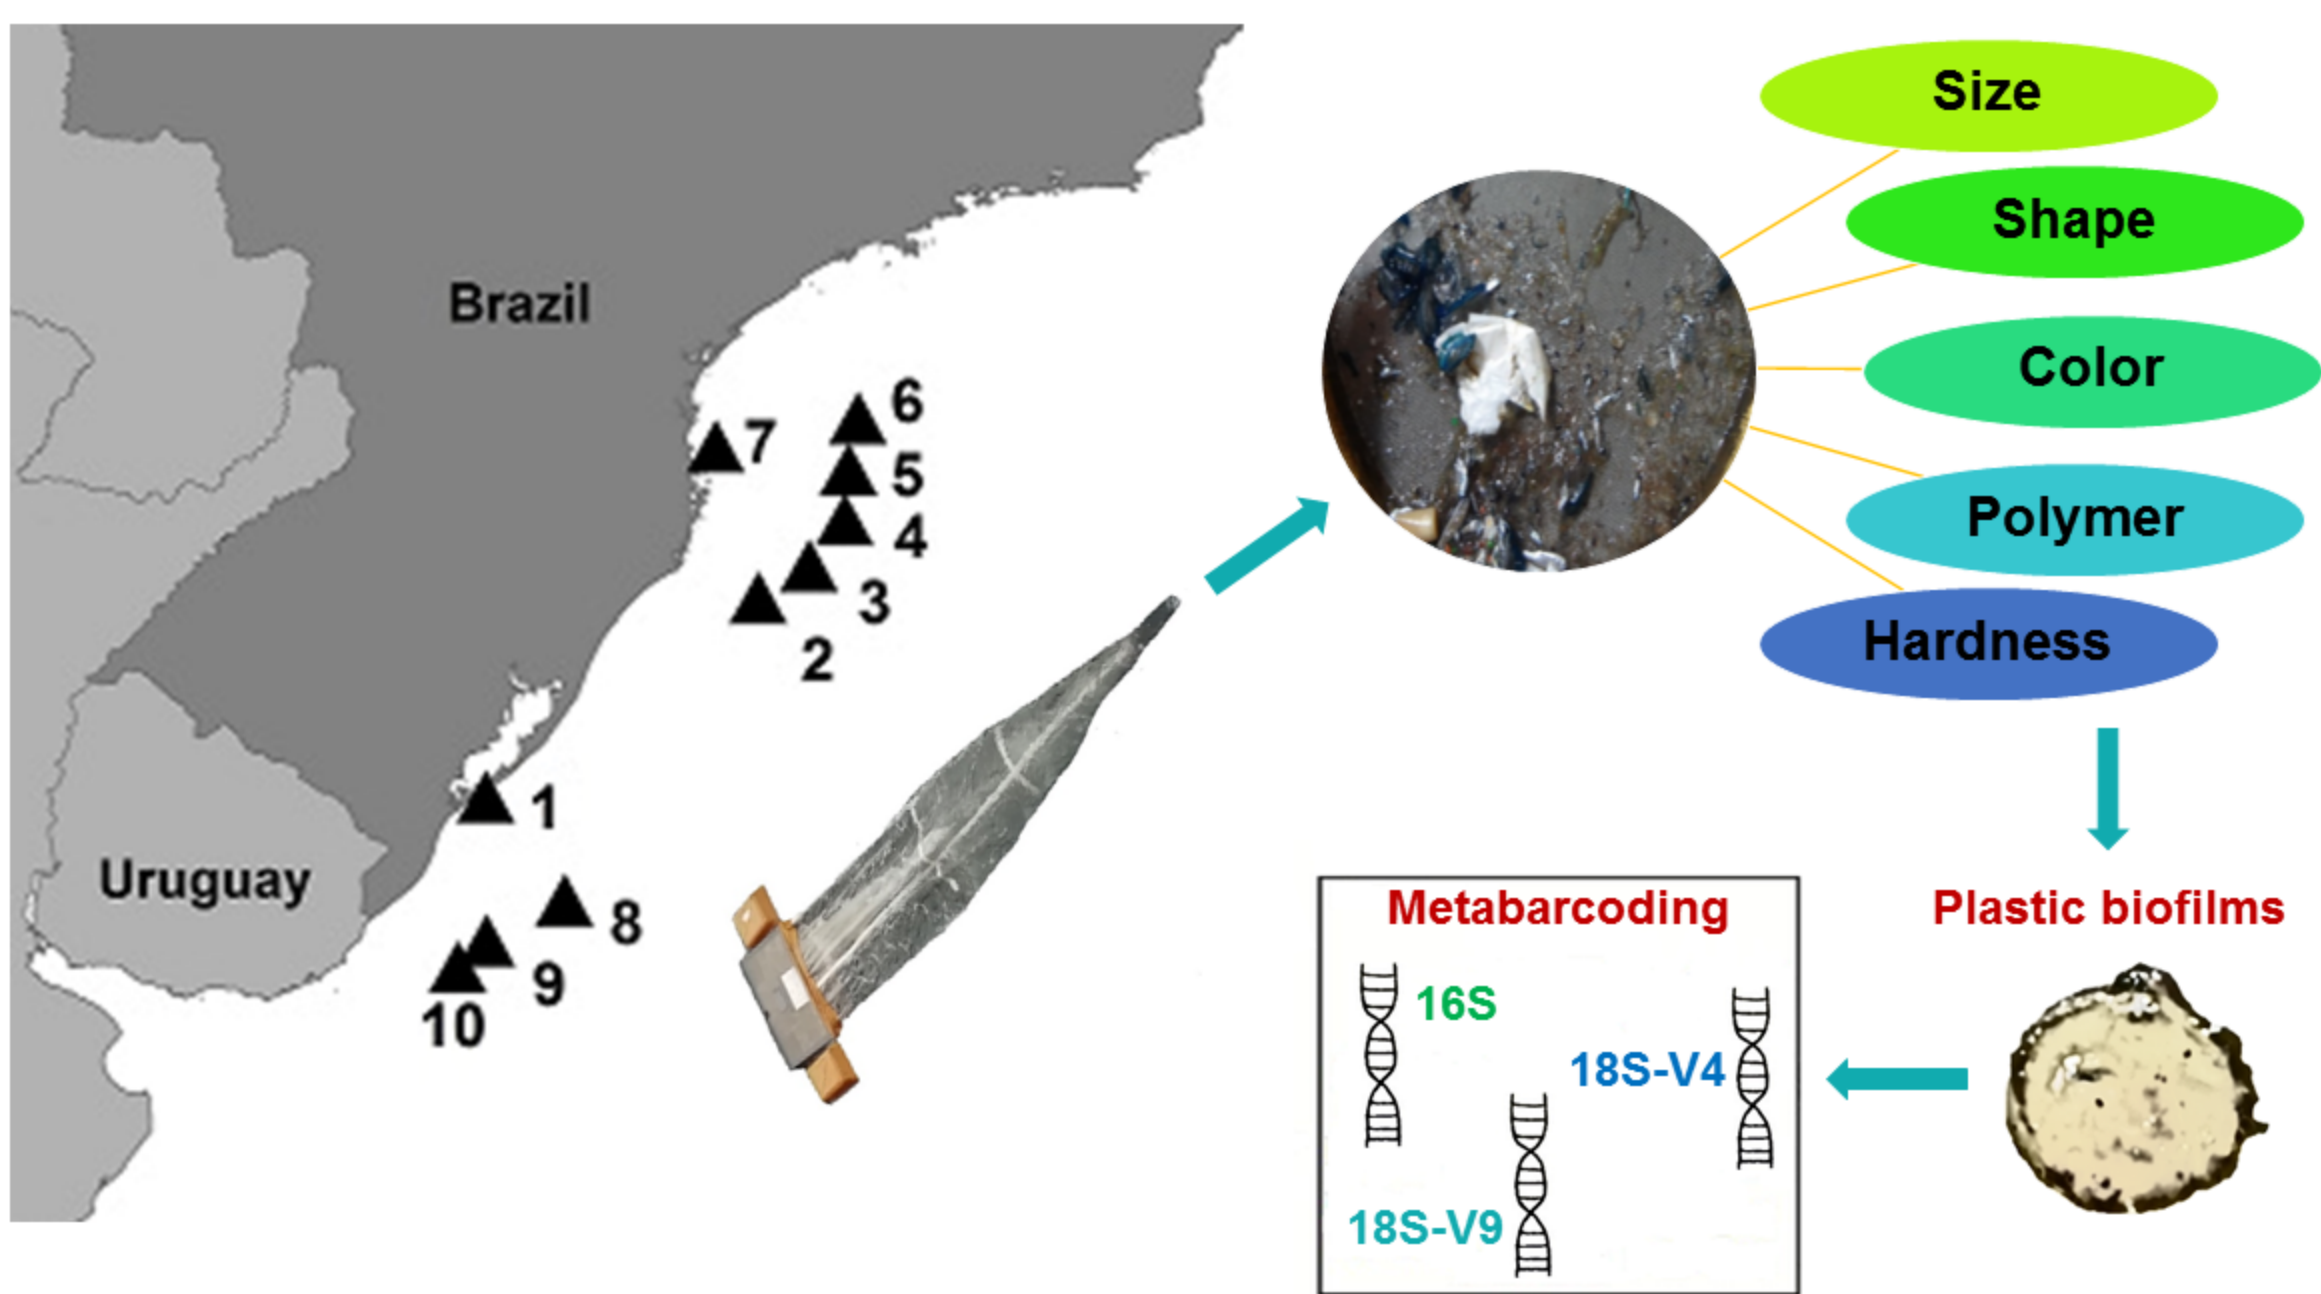 Brazil
6
7
5
4
3
2
1
Uruguay
8
9
10
Size
Shape
Color
Polymer
Hardness
Plastic biofilms
Metabarcoding
16S
18S-V4
18S-V9